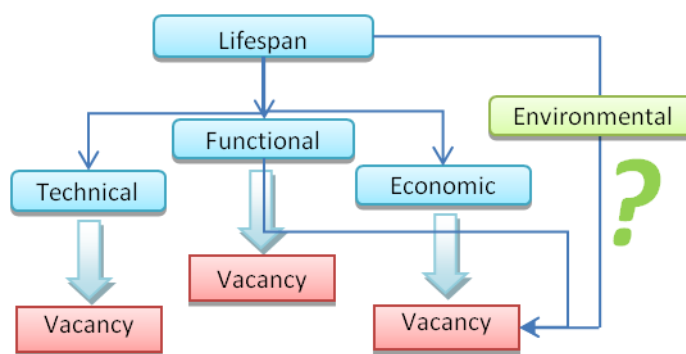 Lifespan
Environmental
Functional
Technical
Economic
?
Vacancy
Vacancy
Vacancy